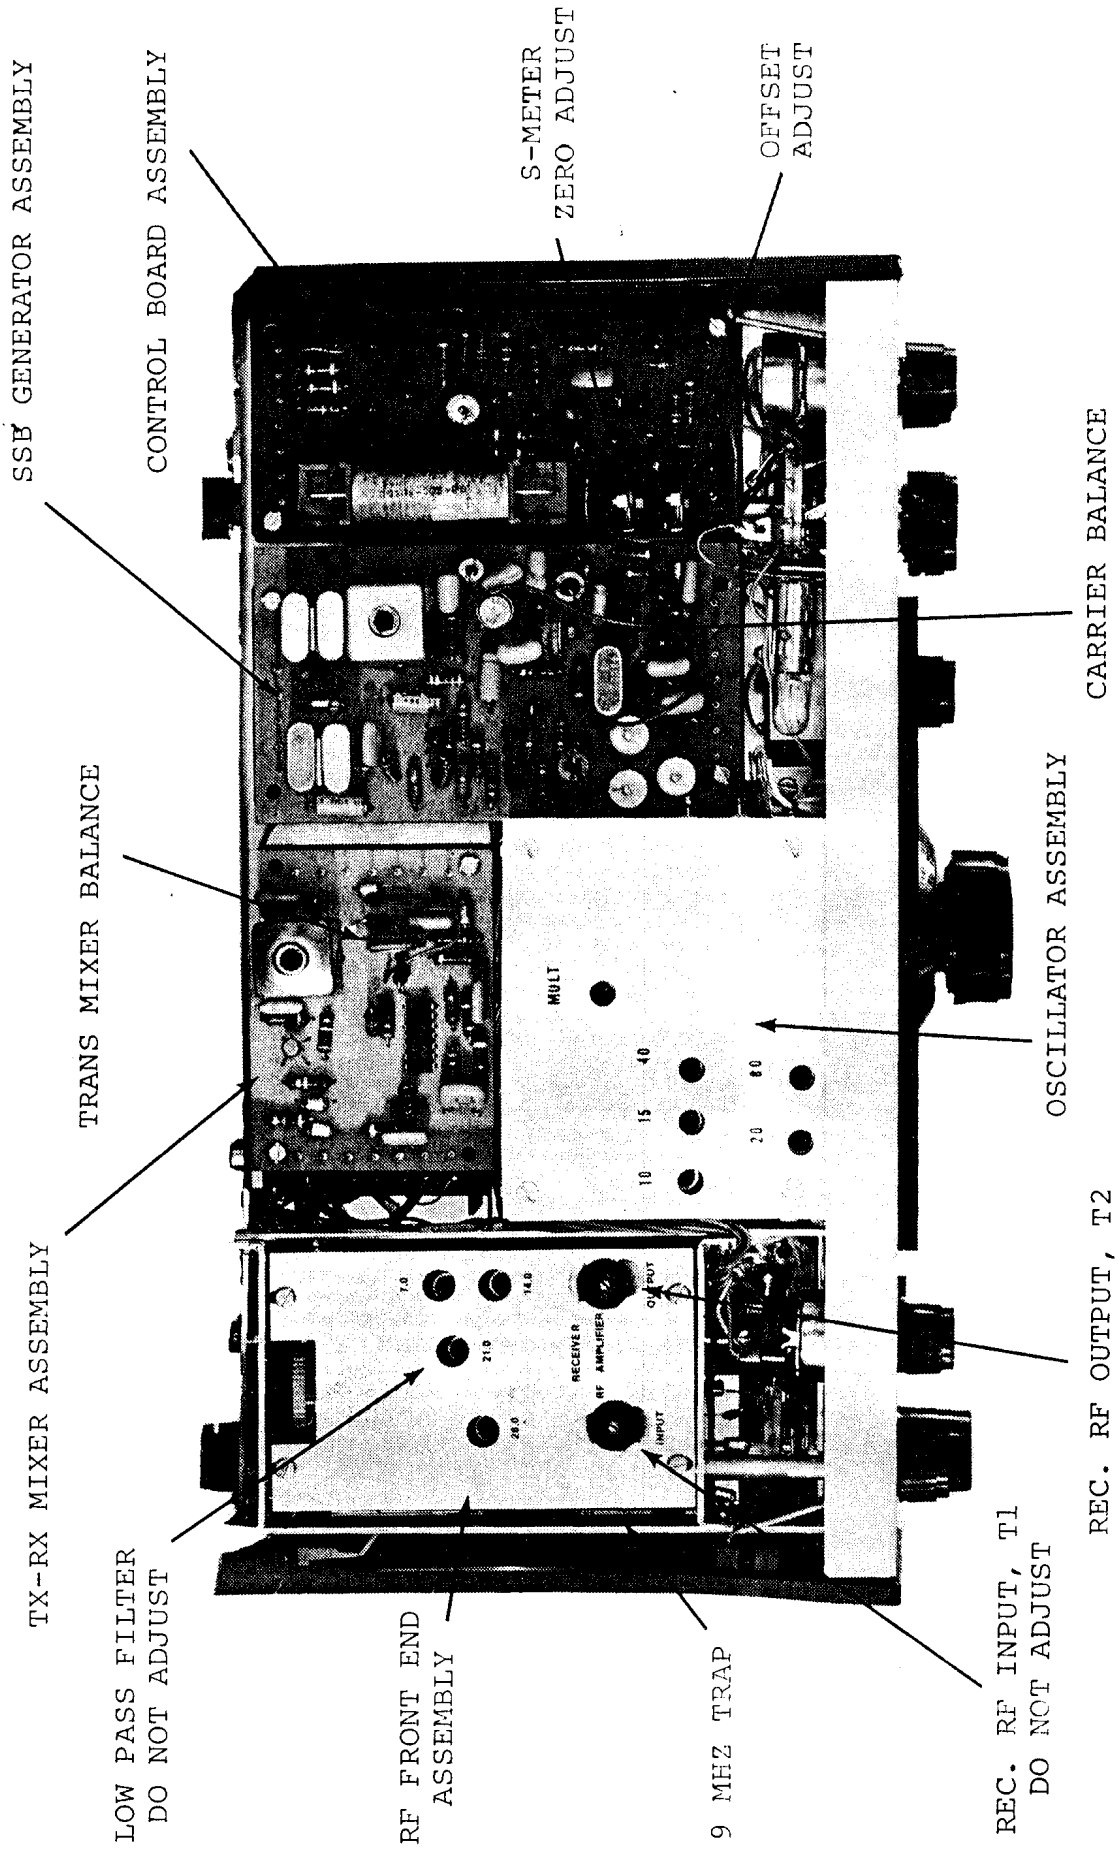 LOW PASS FILTER
DO NOT ADJUST
TX-RX MIXER ASSEMBLY
TRANS MIXER BALANCE
SSB GENERATOR ASSEMBLY
CONTROL BOARD ASSEMBLY
RF FRONT END
ASSEMBLY
9 MHZ TRAP
S-METER
ZERO ADJUST
OFFSET
ADJUST
7.0
14.0
21.0
28.0
RECEIVER
RF AMPLIFIER
INPUT
OUTPUT
MULT
10
15
40
20
80
REC. RF INPUT, T1
DO NOT ADJUST
REC. RF OUTPUT, T2
OSCILLATOR ASSEMBLY
CARRIER BALANCE